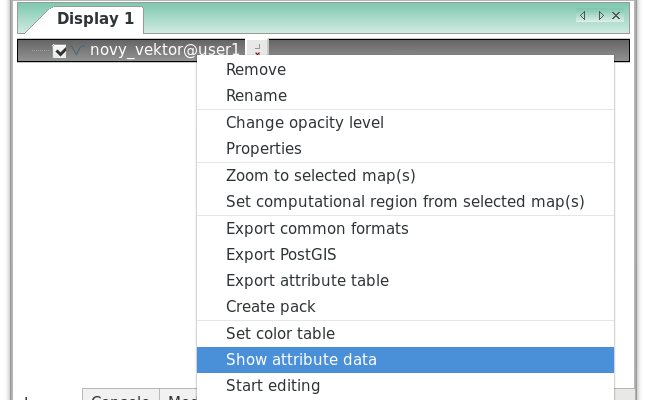 Display 1
novy_vektor@user1
Remove
Rename
Change opacity level
Properties
Zoom to selected map(s)
Set computational region from selected map(s)
Export common formats
Export PostGIS
Export attribute table
Create pack
Set color table
Show attribute data
Start editing
Console